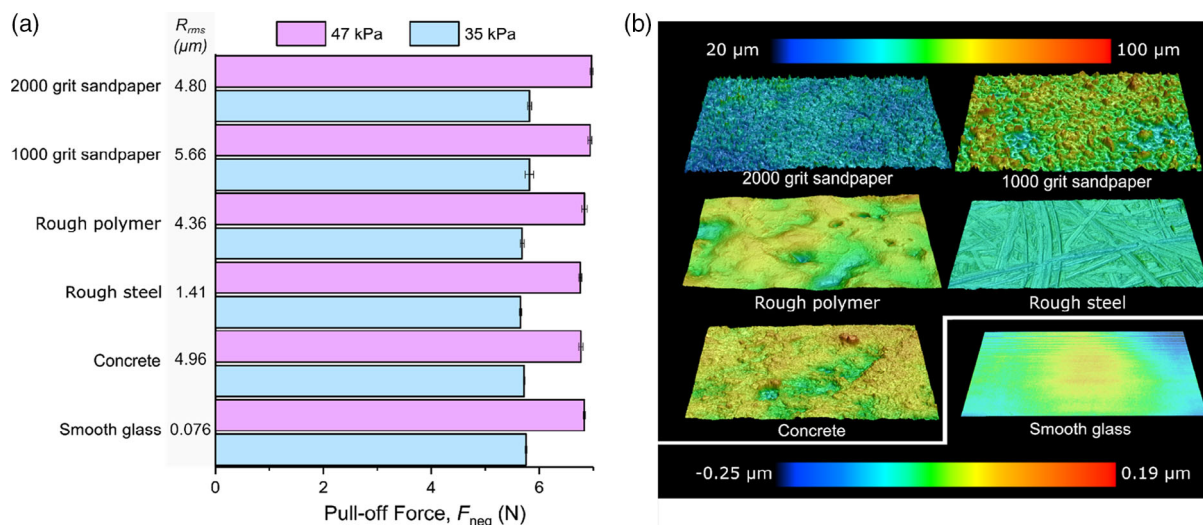 (a)
R_rms
(μm)
47 kPa
35 kPa
2000 grit sandpaper 4.80
1000 grit sandpaper 5.66
Rough polymer 4.36
Rough steel 1.41
Concrete 4.96
Smooth glass 0.076
0 2 4 6
Pull-off Force, F_neg (N)
(b)
20 μm 100 μm
2000 grit sandpaper 1000 grit sandpaper
Rough polymer Rough steel
Concrete Smooth glass
-0.25 μm 0.19 μm